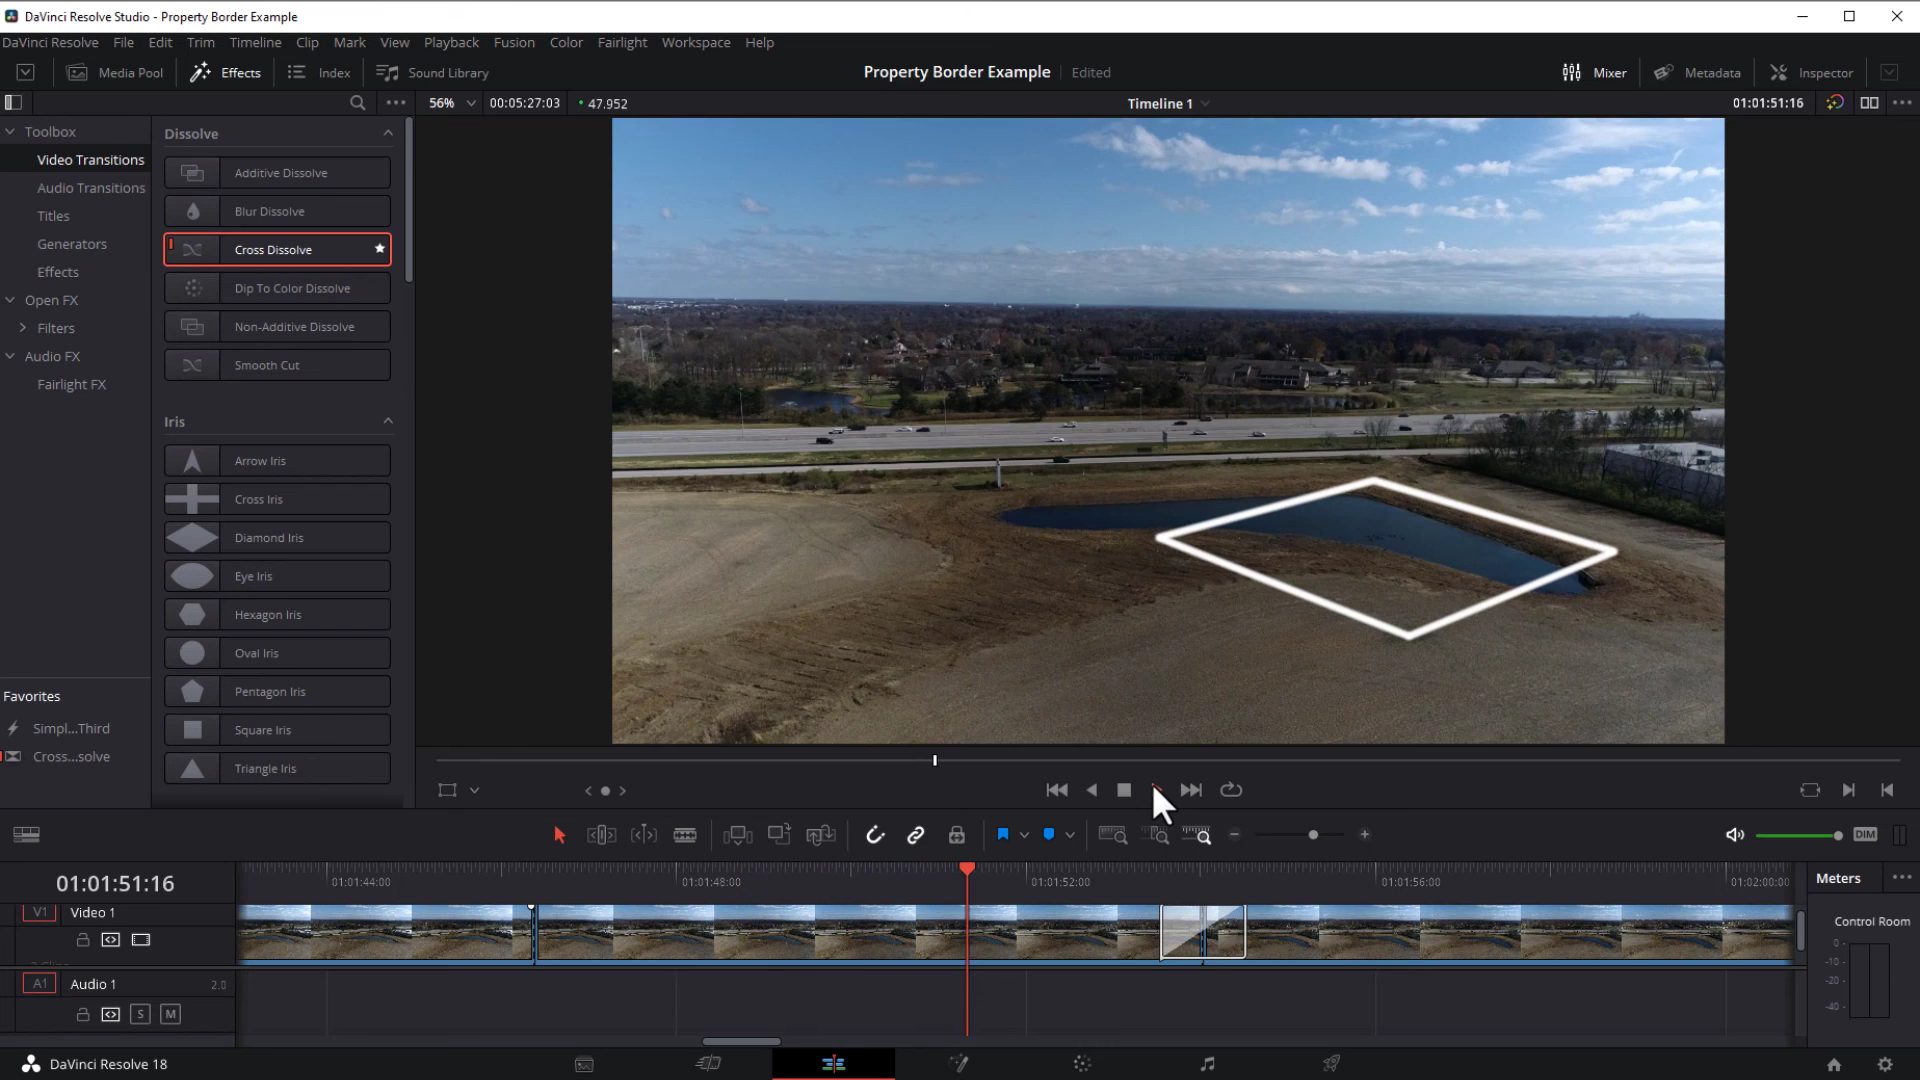 DaVinci Resolve Studio - Property Border Example
DaVinci Resolve File Edit Trim Timeline Clip Mark View Playback Fusion Color Fairlight Workspace Help
Media Pool Effects Index Sound Library Property Border Example Edited Mixer Metadata Inspector
56% 00:05:27:03 47.952 Timeline 1 01:01:51:16
Toolbox
Video Transitions
Audio Transitions
Titles
Generators
Effects
Open FX
Filters
Audio FX
Fairlight FX
Favorites
Simpl...Third
Cross...solve
Dissolve
Additive Dissolve
Blur Dissolve
Cross Dissolve
Dip To Color Dissolve
Non-Additive Dissolve
Smooth Cut
Iris
Arrow Iris
Cross Iris
Diamond Iris
Eye Iris
Hexagon Iris
Oval Iris
Pentagon Iris
Square Iris
Triangle Iris
DIM
01:01:51:16 01:01:44:00 01:01:48:00 01:01:52:00 01:01:56:00 01:02:00:00
V1 Video 1
A1 Audio 1 2.0
S M
Meters
Control Room
0
-10
-20
-40
DaVinci Resolve 18